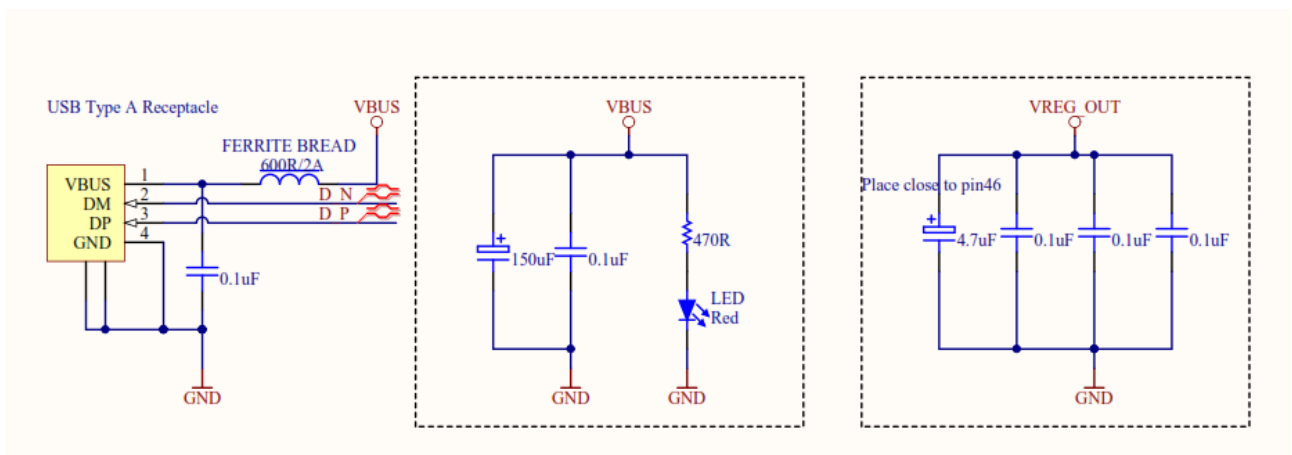 USB Type A Receptacle
VBUS
FERRITE BREAD
600R/2A
VBUS 1
DM 2
DP 3
GND 4
D_N
D_P
0.1uF
GND
VBUS
150uF
0.1uF
470R
LED
Red
GND
GND
VREG_OUT
Place close to pin46
4.7uF
0.1uF
0.1uF
0.1uF
GND